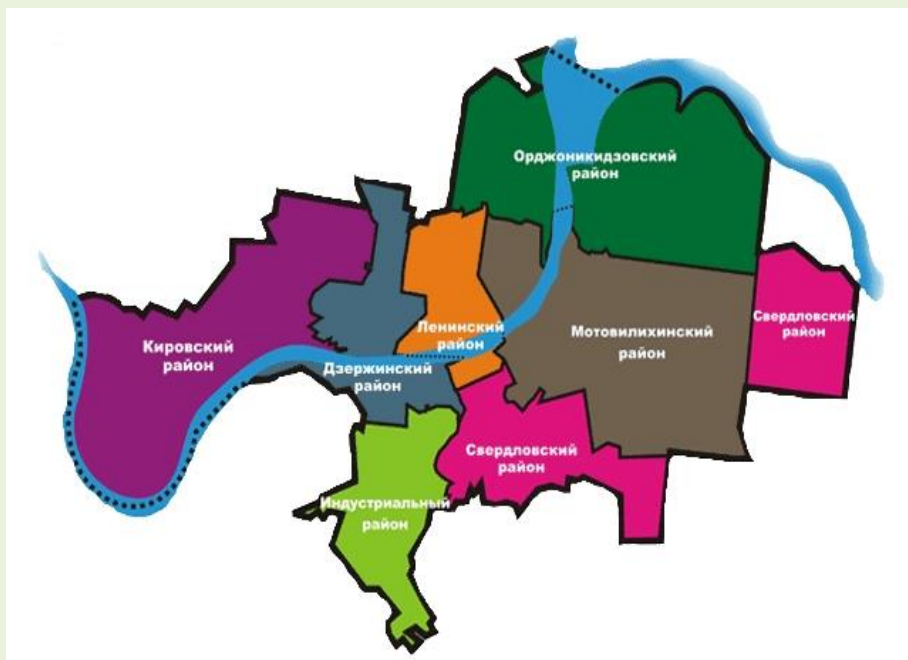 Орджоникидзовский
район
Свердловский
район
Ленинский
район
Мотовилихинский
район
Кировский
район
Дзержинский
район
Свердловский
район
Индустриальный
район